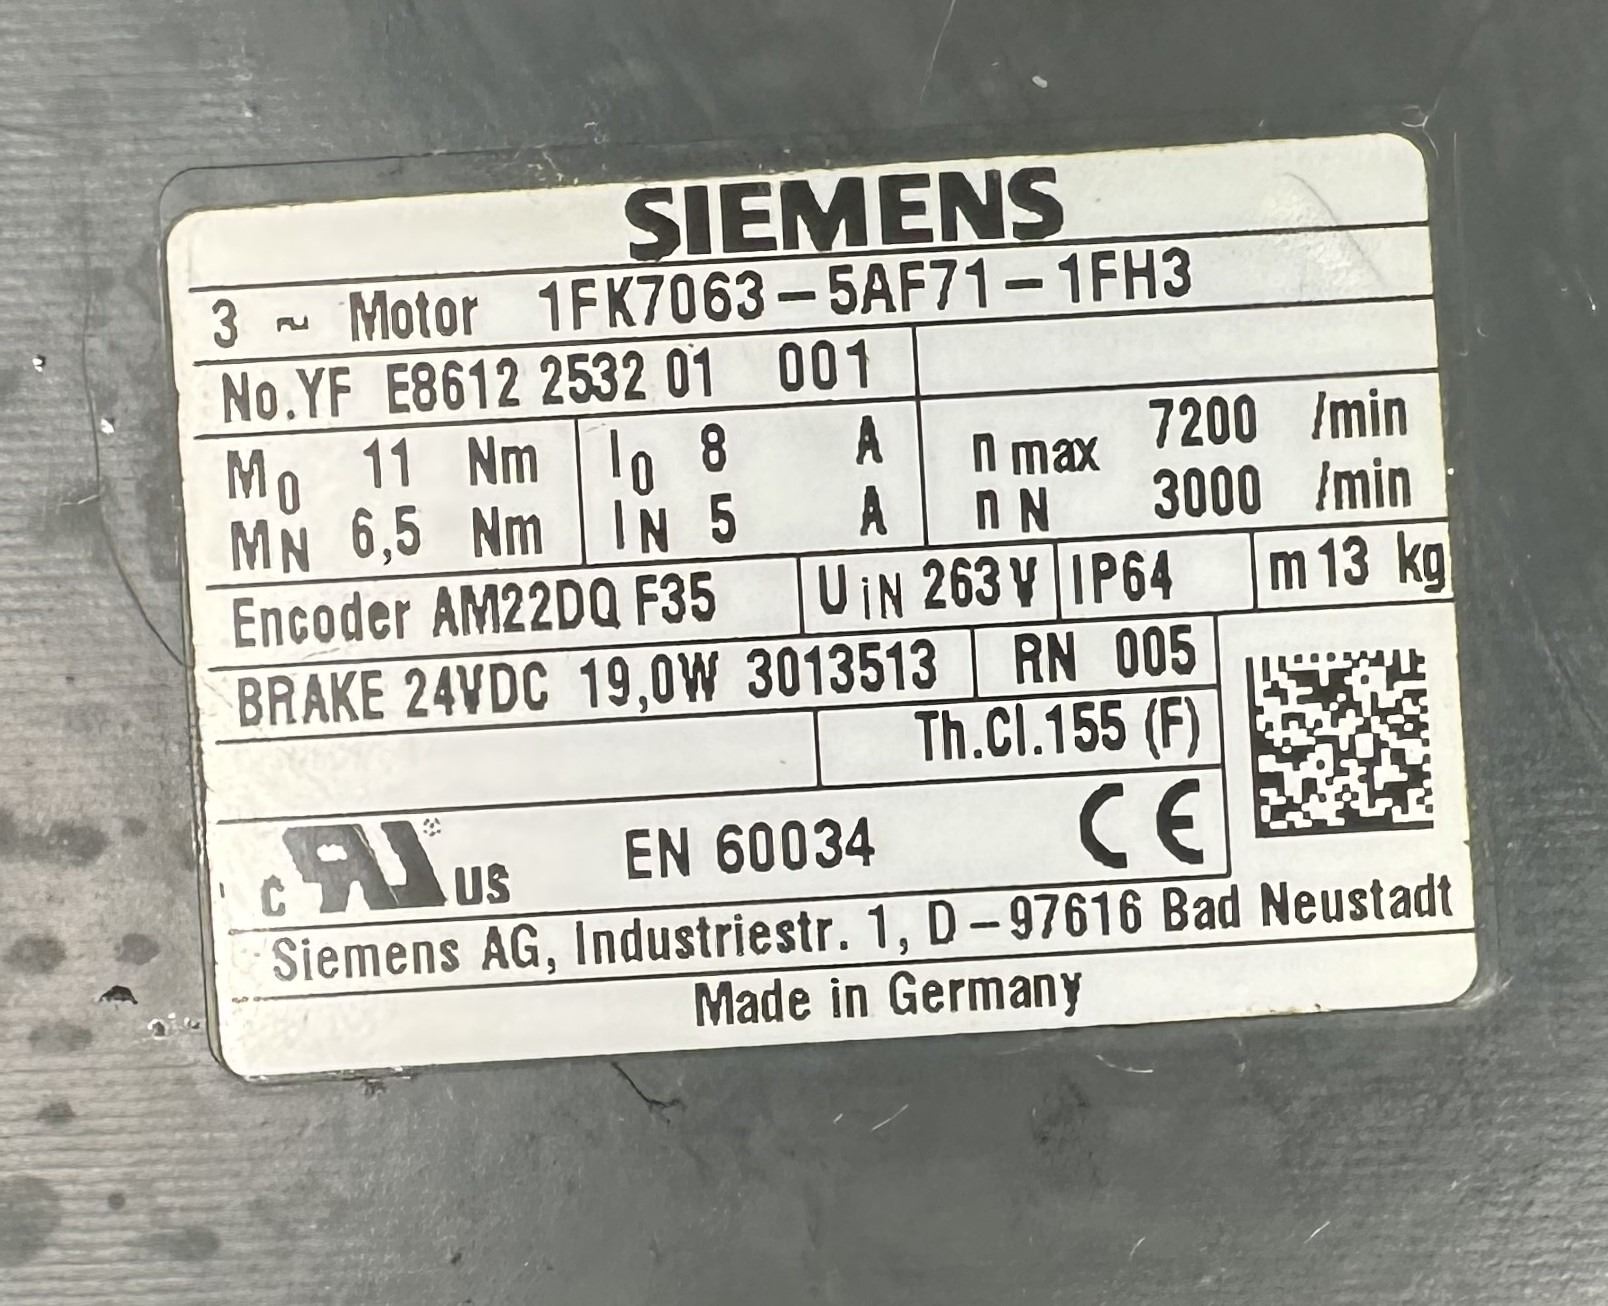 SIEMENS
3 ~ Motor 1FK7063-5AF71-1FH3
No.YF E8612 2532 01 001
M0 11 Nm I0 8 A n max 7200 /min
MN 6,5 Nm IN 5 A n N 3000 /min
Encoder AM22DQ F35 UiN 263 V IP64 m 13 kg
BRAKE 24VDC 19,0W 3013513 RN 005
Th.Cl.155 (F)
c RU ® US EN 60034 CE
Siemens AG, Industriestr. 1, D-97616 Bad Neustadt
Made in Germany